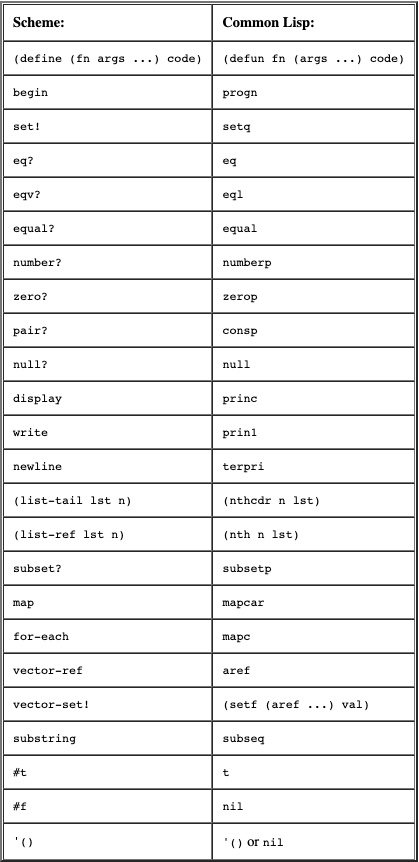 Scheme: Common Lisp:
(define (fn args ...) code) (defun fn (args ...) code)
begin progn
set! setq
eq? eq
eqv? eql
equal? equal
number? numberp
zero? zerop
pair? consp
null? null
display princ
write prin1
newline terpri
(list-tail lst n) (nthcdr n lst)
(list-ref lst n) (nth n lst)
subset? subsetp
map mapcar
for-each mapc
vector-ref aref
vector-set! (setf (aref ...) val)
substring subseq
#t t
#f nil
'() '() or nil